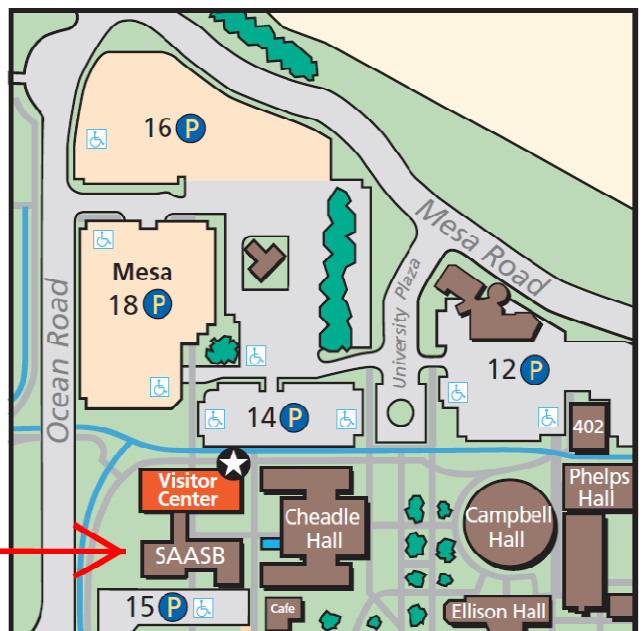 16 P
Mesa Road
Mesa
18 P
Ocean Road
University Plaza
12 P
14 P
402
Visitor
Center
Phelps
Hall
Cheadle
Hall
Campbell
Hall
SAASB
15 P
Cafe
Ellison Hall